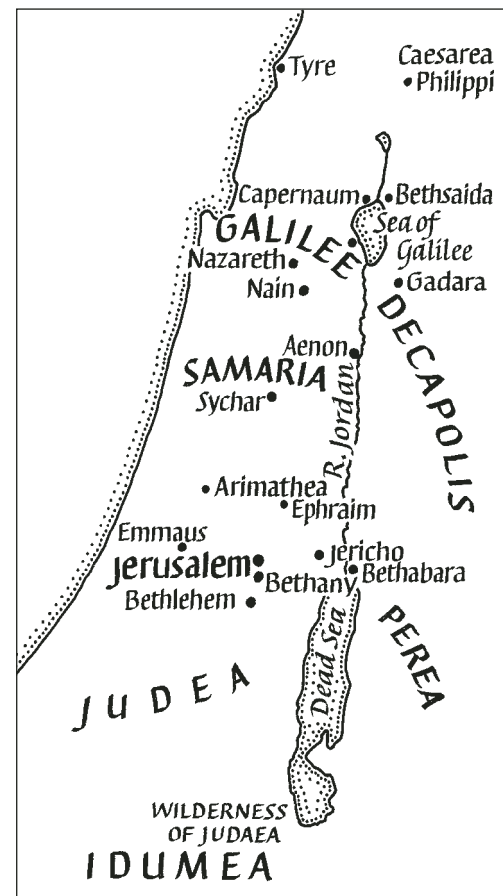 Tyre
Caesarea
Philippi
Capernaum
Bethsaida
GALILEE
Sea of
Galilee
Nazareth
Nain
Gadara
DECAPOLIS
Aenon
SAMARIA
Sychar
R. Jordan
Arimathea
Ephraim
Emmaus
Jerusalem
Jericho
Bethany
Bethabara
Bethlehem
Dead Sea
PEREA
JUDEA
WILDERNESS
OF JUDAEA
IDUMEA